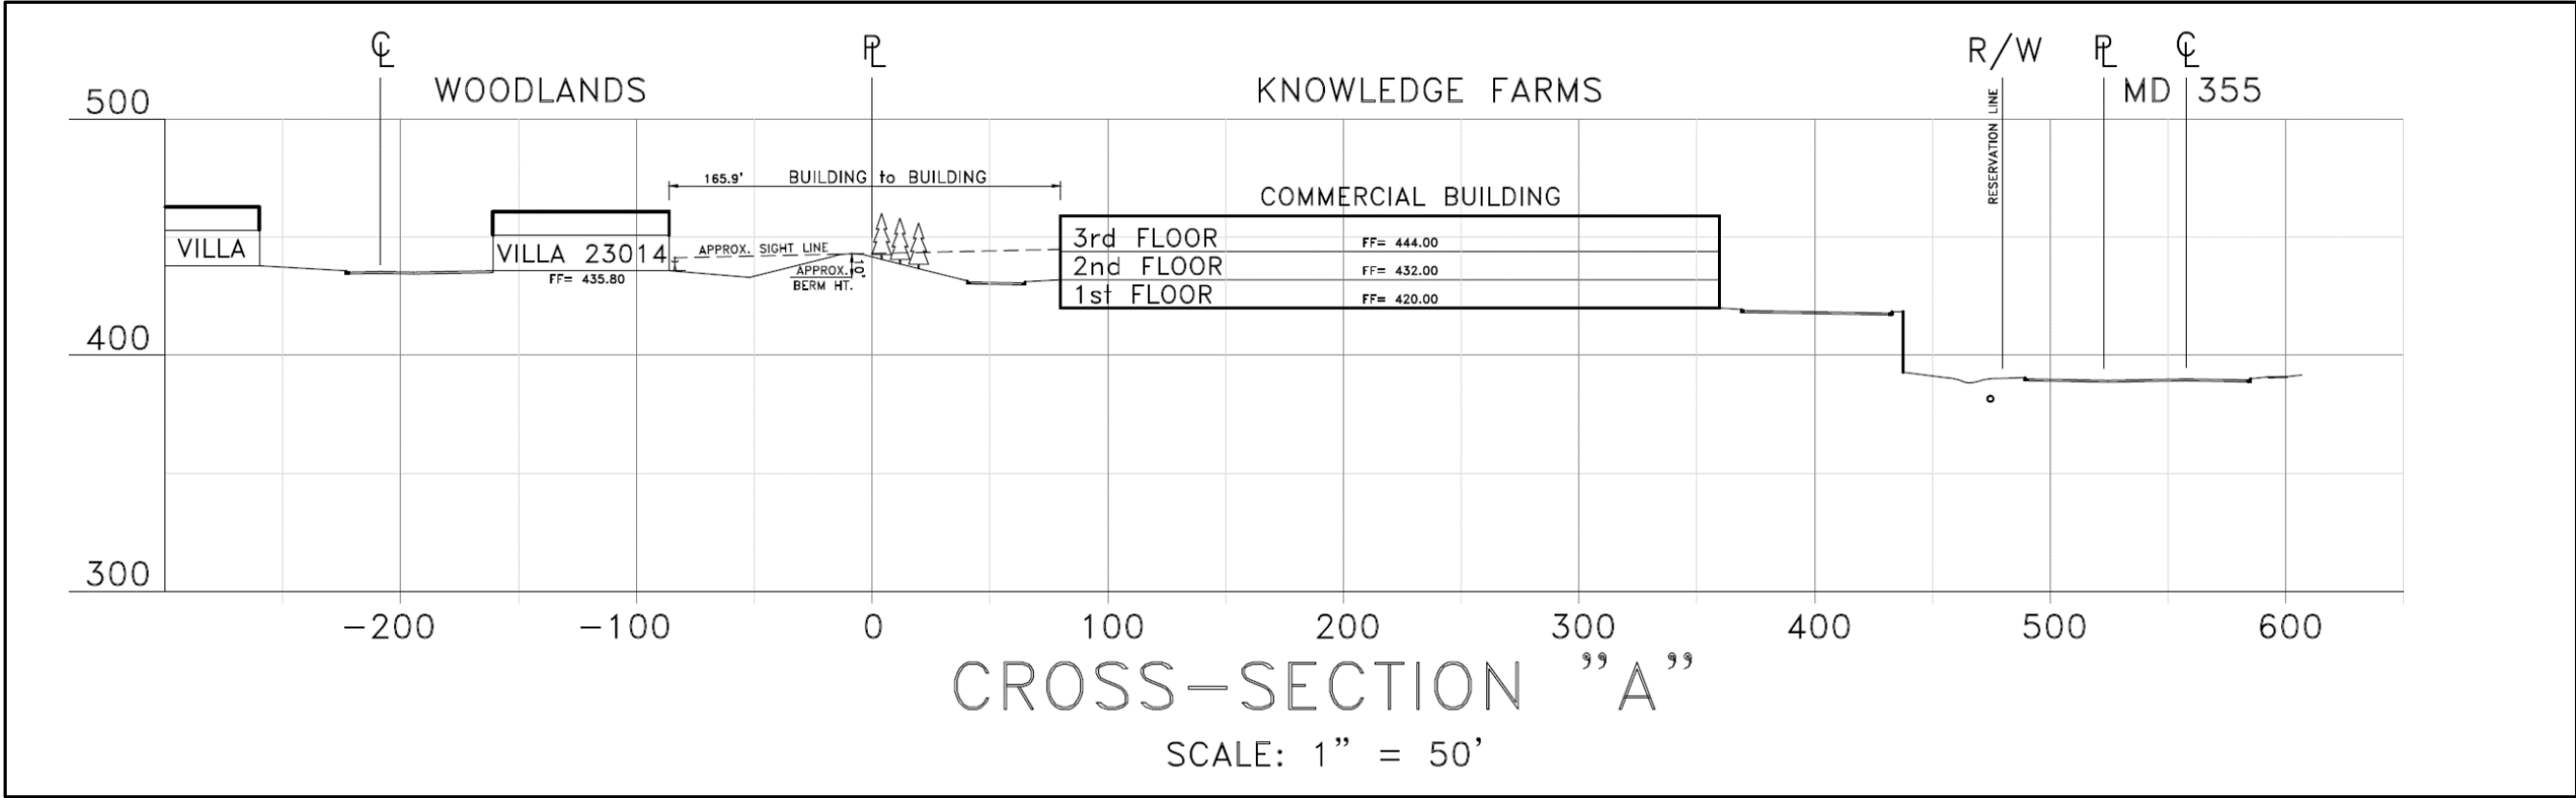 ℄
PL
R/W
PL
℄
WOODLANDS
KNOWLEDGE FARMS
RESERVATION LINE
MD 355
500
165.9' BUILDING to BUILDING
COMMERCIAL BUILDING
VILLA
VILLA 23014
FF= 435.80
APPROX. SIGHT LINE
APPROX.
BERM HT.
10'
3rd FLOOR FF= 444.00
2nd FLOOR FF= 432.00
1st FLOOR FF= 420.00
400
300
-200 -100 0 100 200 300 400 500 600
CROSS-SECTION "A"
SCALE: 1" = 50'